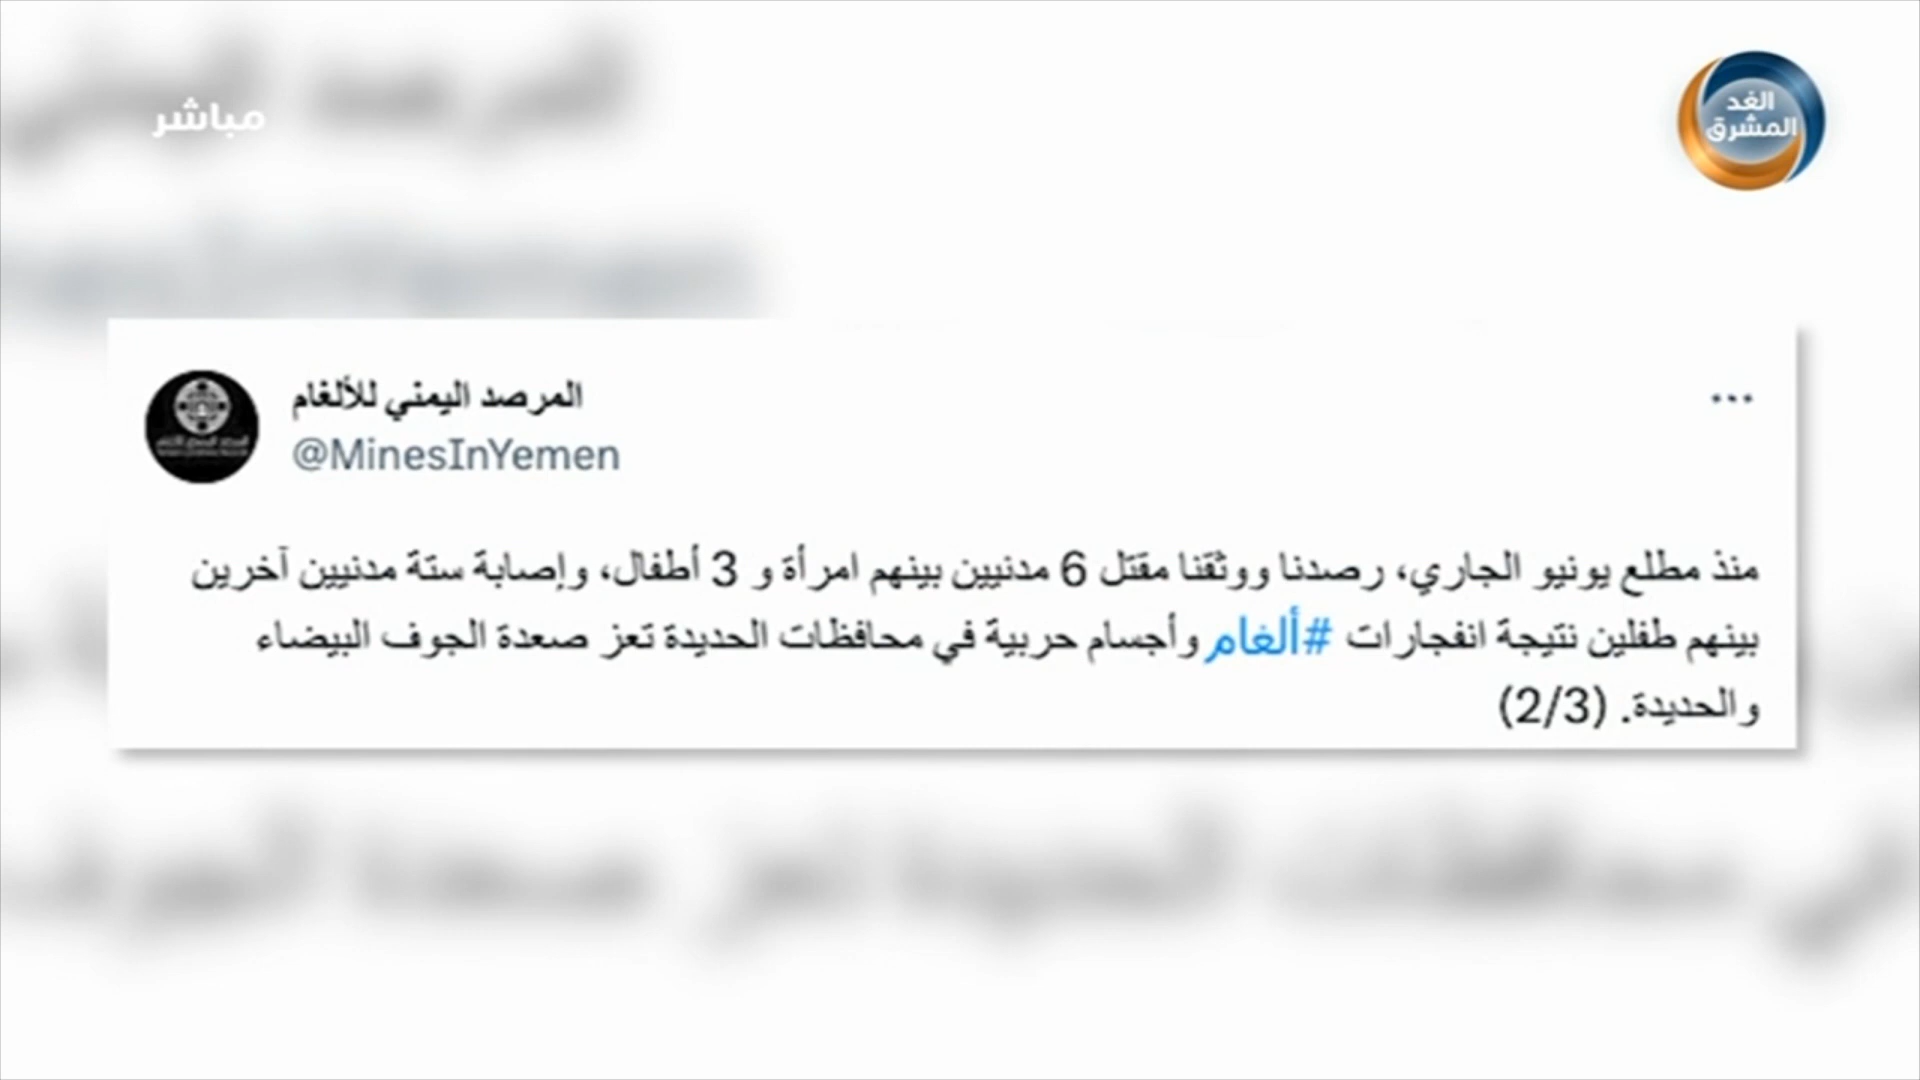 مباشر
الغد
المشرق
المرصد اليمني للألغام
@MinesInYemen
منذ مطلع يونيو الجاري، رصدنا ووثقنا مقتل 6 مدنيين بينهم امرأة و 3 أطفال، وإصابة ستة مدنيين آخرين
بينهم طفلين نتيجة انفجارات #ألغام وأجسام حربية في محافظات الحديدة تعز صعدة الجوف البيضاء
والحديدة. (2/3)